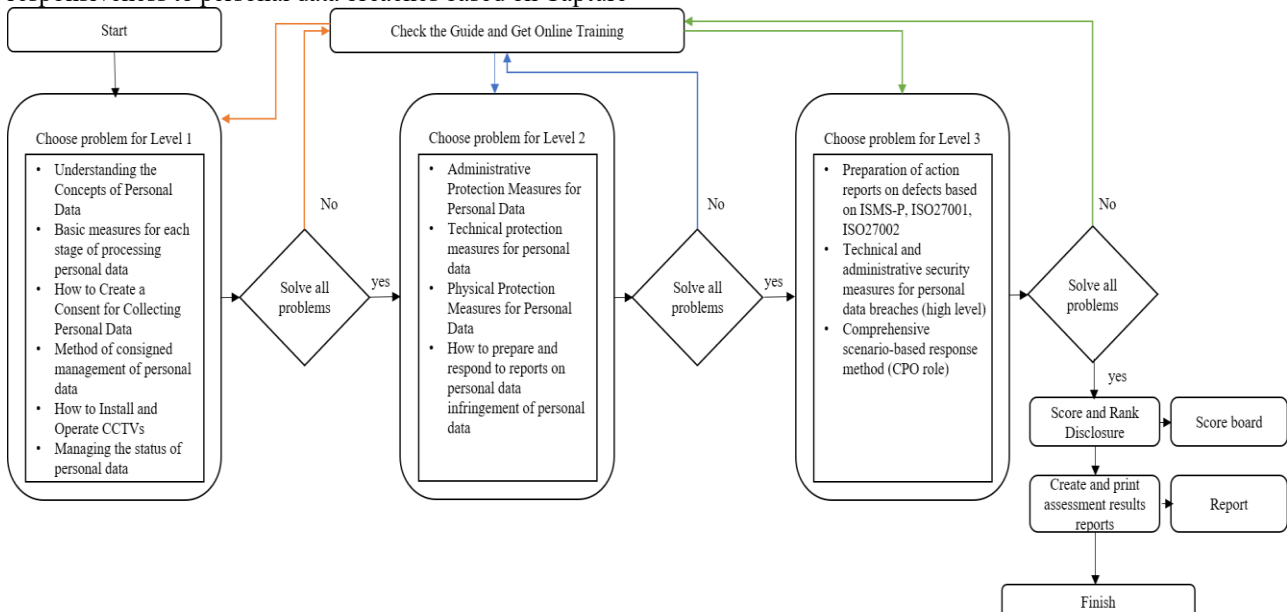 responsiveness to personal data breaches based on Capture
Start
Check the Guide and Get Online Training
Choose problem for Level 1
• Understanding the
Concepts of Personal
Data
• Basic measures for each
stage of processing
personal data
• How to Create a
Consent for Collecting
Personal Data
• Method of consigned
management of personal
data
• How to Install and
Operate CCTVs
• Managing the status of
personal data
No
Solve all
problems
yes
Choose problem for Level 2
• Administrative
Protection Measures for
Personal Data
• Technical protection
measures for personal
data
• Physical Protection
Measures for Personal
Data
• How to prepare and
respond to reports on
personal data
infringement of personal
data
No
Solve all
problems
yes
Choose problem for Level 3
• Preparation of action
reports on defects based
on ISMS-P, ISO27001,
ISO27002
• Technical and
administrative security
measures for personal
data breaches (high level)
• Comprehensive
scenario-based response
method (CPO role)
No
Solve all
problems
yes
Score and Rank
Disclosure
Score board
Create and print
assessment results
reports
Report
Finish